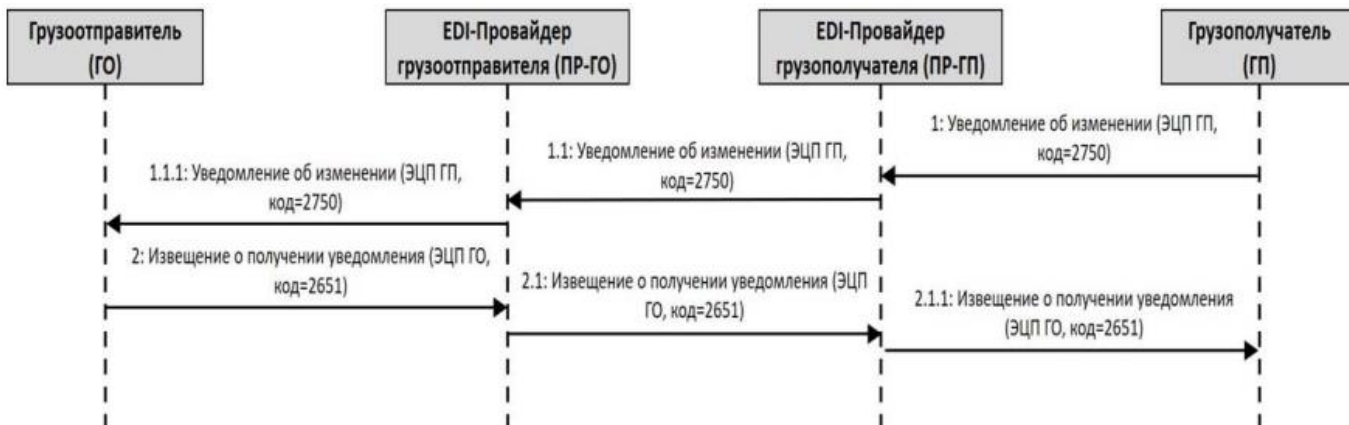 Грузоотправитель
(ГО)
EDI-Провайдер
грузоотправителя (ПР-ГО)
EDI-Провайдер
грузополучателя (ПР-ГП)
Грузополучатель
(ГП)
1: Уведомление об изменении (ЭЦП ГП,
код=2750)
1.1: Уведомление об изменении (ЭЦП ГП,
код=2750)
1.1.1: Уведомление об изменении (ЭЦП ГП,
код=2750)
2: Извещение о получении уведомления (ЭЦП ГО,
код=2651)
2.1: Извещение о получении уведомления (ЭЦП
ГО, код=2651)
2.1.1: Извещение о получении уведомления
(ЭЦП ГО, код=2651)